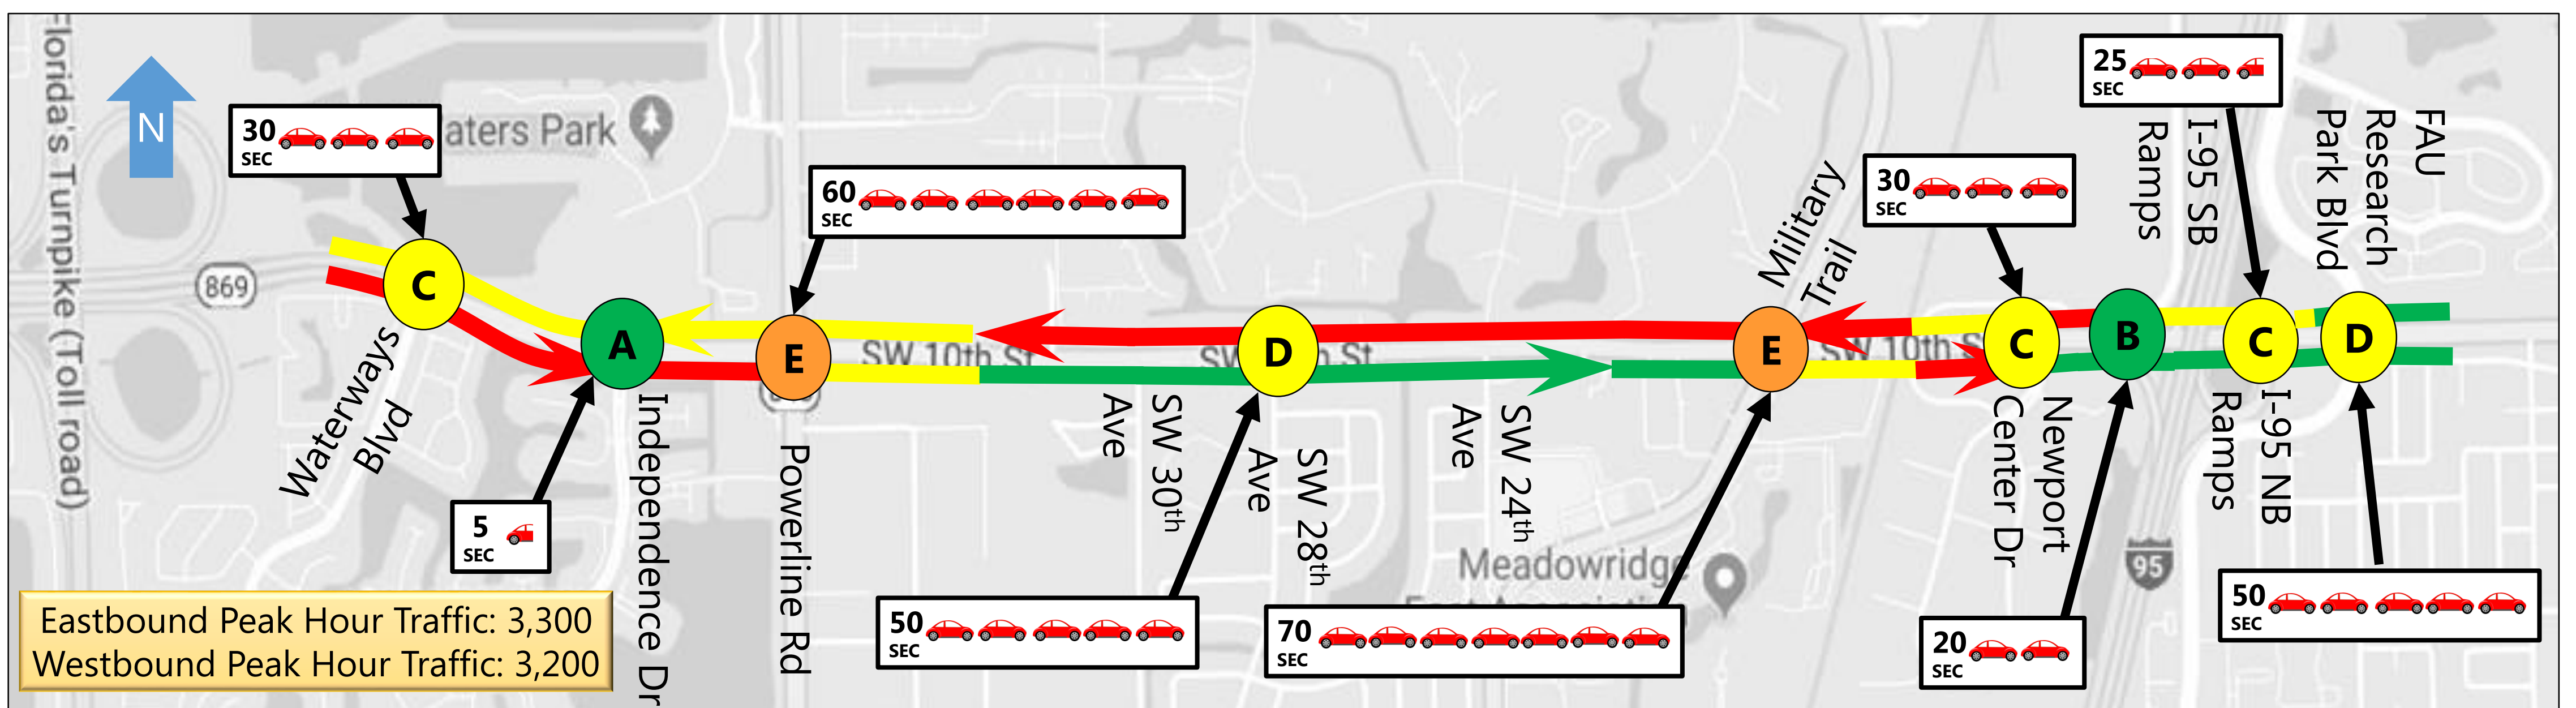 Florida's Turnpike (Toll road)
N
869
30
SEC
aters Park
C
Waterways
Blvd
5
SEC
A
Independence Dr
Eastbound Peak Hour Traffic: 3,300
Westbound Peak Hour Traffic: 3,200
60
SEC
E
Powerline Rd
SW 10th St
SW 30th
Ave
50
SEC
D
SW 28th
Ave
SW 24th
Ave
Meadowridge
70
SEC
E
Military
Trail
SW 10th S
30
SEC
C
Newport
Center Dr
20
SEC
B
I-95 SB
Ramps
95
25
SEC
C
I-95 NB
Ramps
50
SEC
D
FAU
Research
Park Blvd